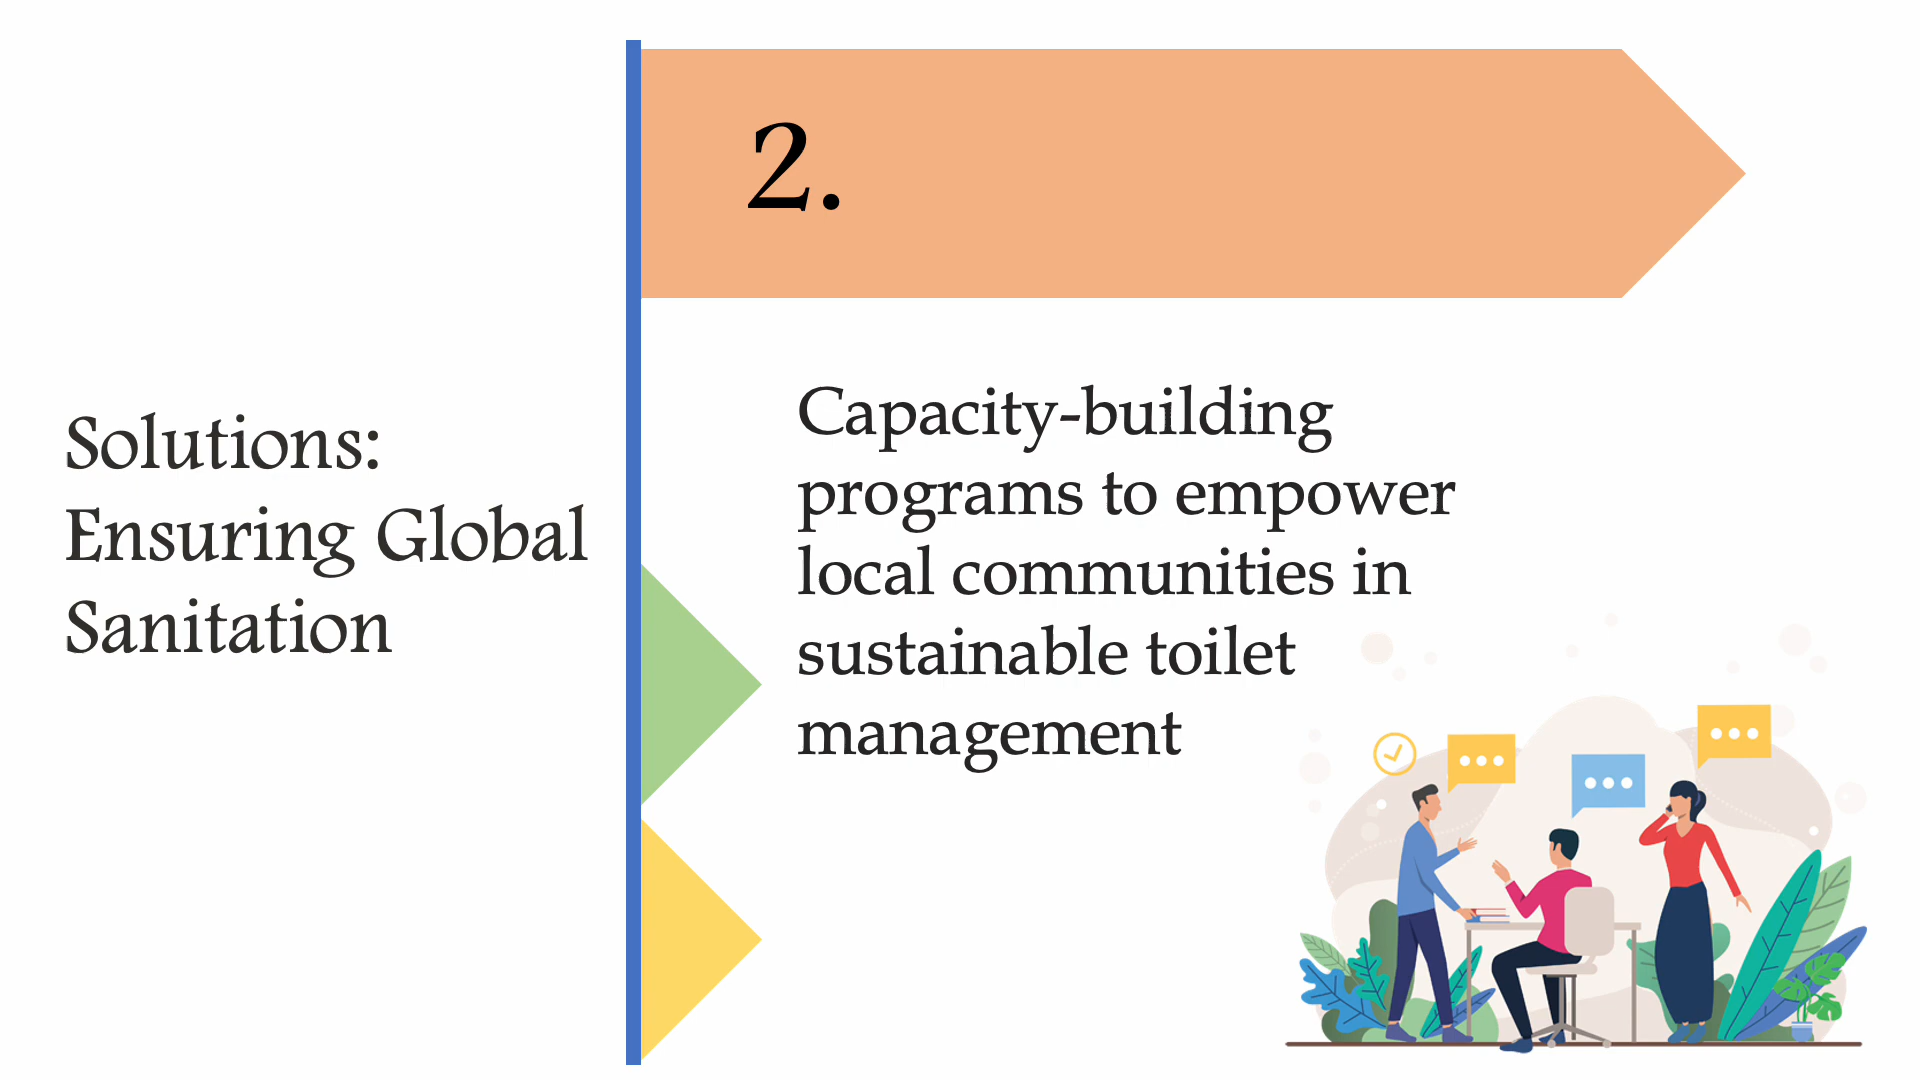 Solutions:
Ensuring Global
Sanitation
2.
Capacity-building
programs to empower
local communities in
sustainable toilet
management